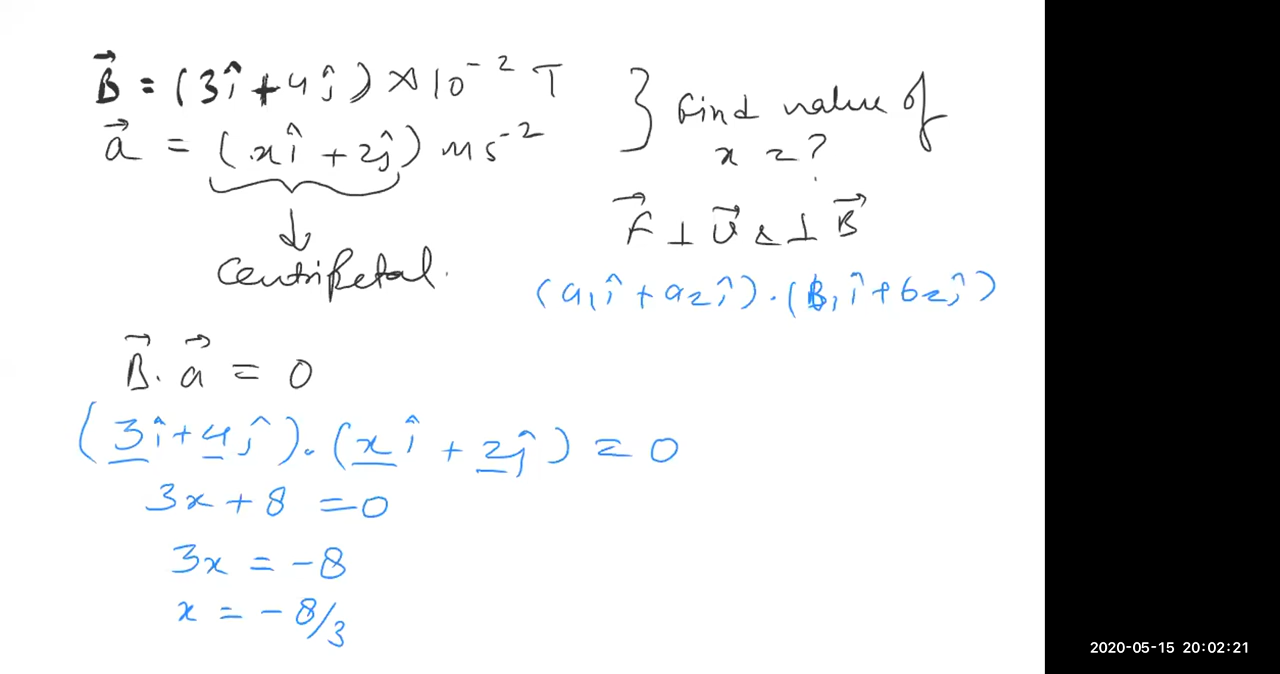 B⃗ = (3î + 4ĵ) × 10⁻² T
a⃗ = (xî + 2ĵ) ms⁻²
} Find value of
x = ?
Centripetal.
F⃗ ⊥ v⃗ & ⊥ B⃗
(a₁î + a₂ĵ) . (b₁î + b₂ĵ)
B⃗ . a⃗ = 0
(3î + 4ĵ) . (xî + 2ĵ) = 0
3x + 8 = 0
3x = -8
x = -8/3
2020-05-15 20:02:21